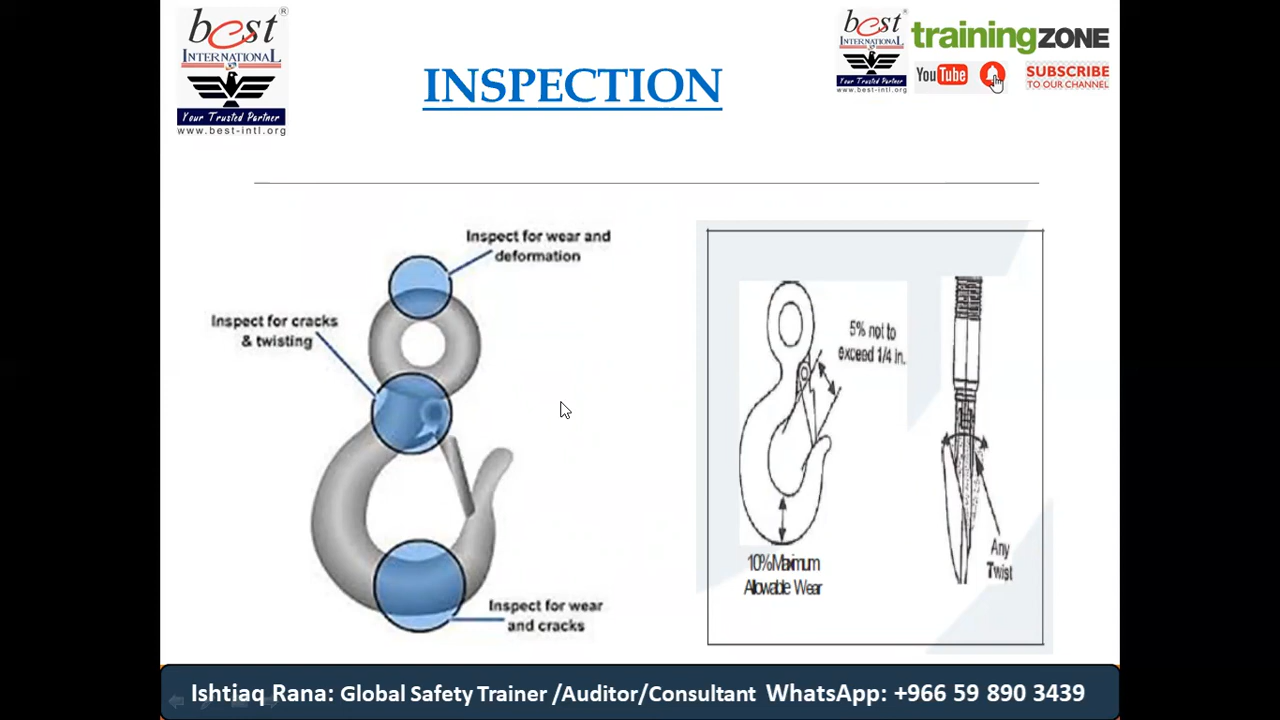 best
INTERNATIONAL
Your Trusted Partner
www.best-intl.org
INSPECTION
best
INTERNATIONAL
Your Trusted Partner
www.best-intl.org
trainingZONE
YouTube
SUBSCRIBE
TO OUR CHANNEL
Inspect for wear and
deformation
Inspect for cracks
& twisting
Inspect for wear
and cracks
5% not to
exceed 1/4 in.
10% Maximum
Allowable Wear
Any
Twist
Ishtiaq Rana: Global Safety Trainer /Auditor/Consultant WhatsApp: +966 59 890 3439